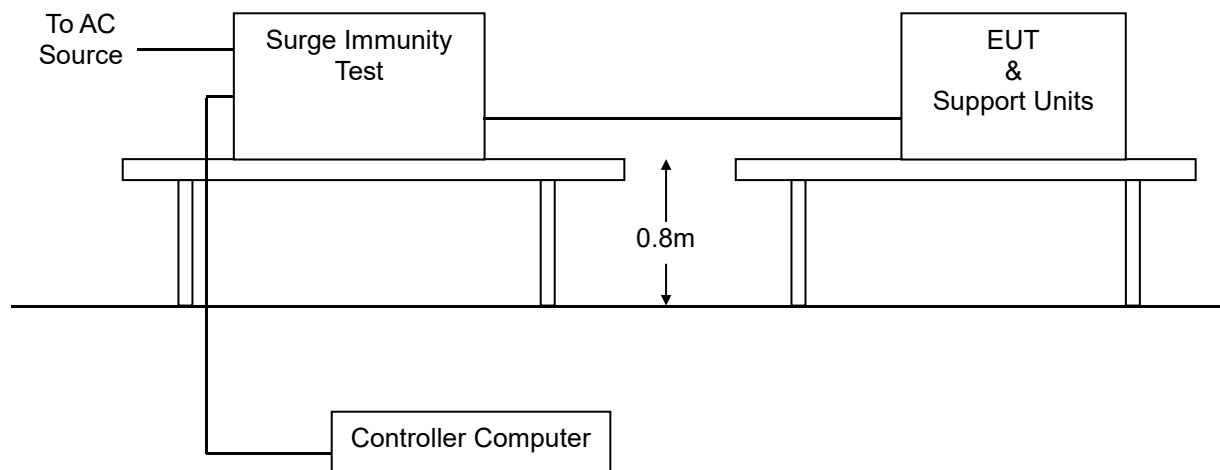 To AC
Source
Surge Immunity
Test
EUT
&
Support Units
0.8m
Controller Computer